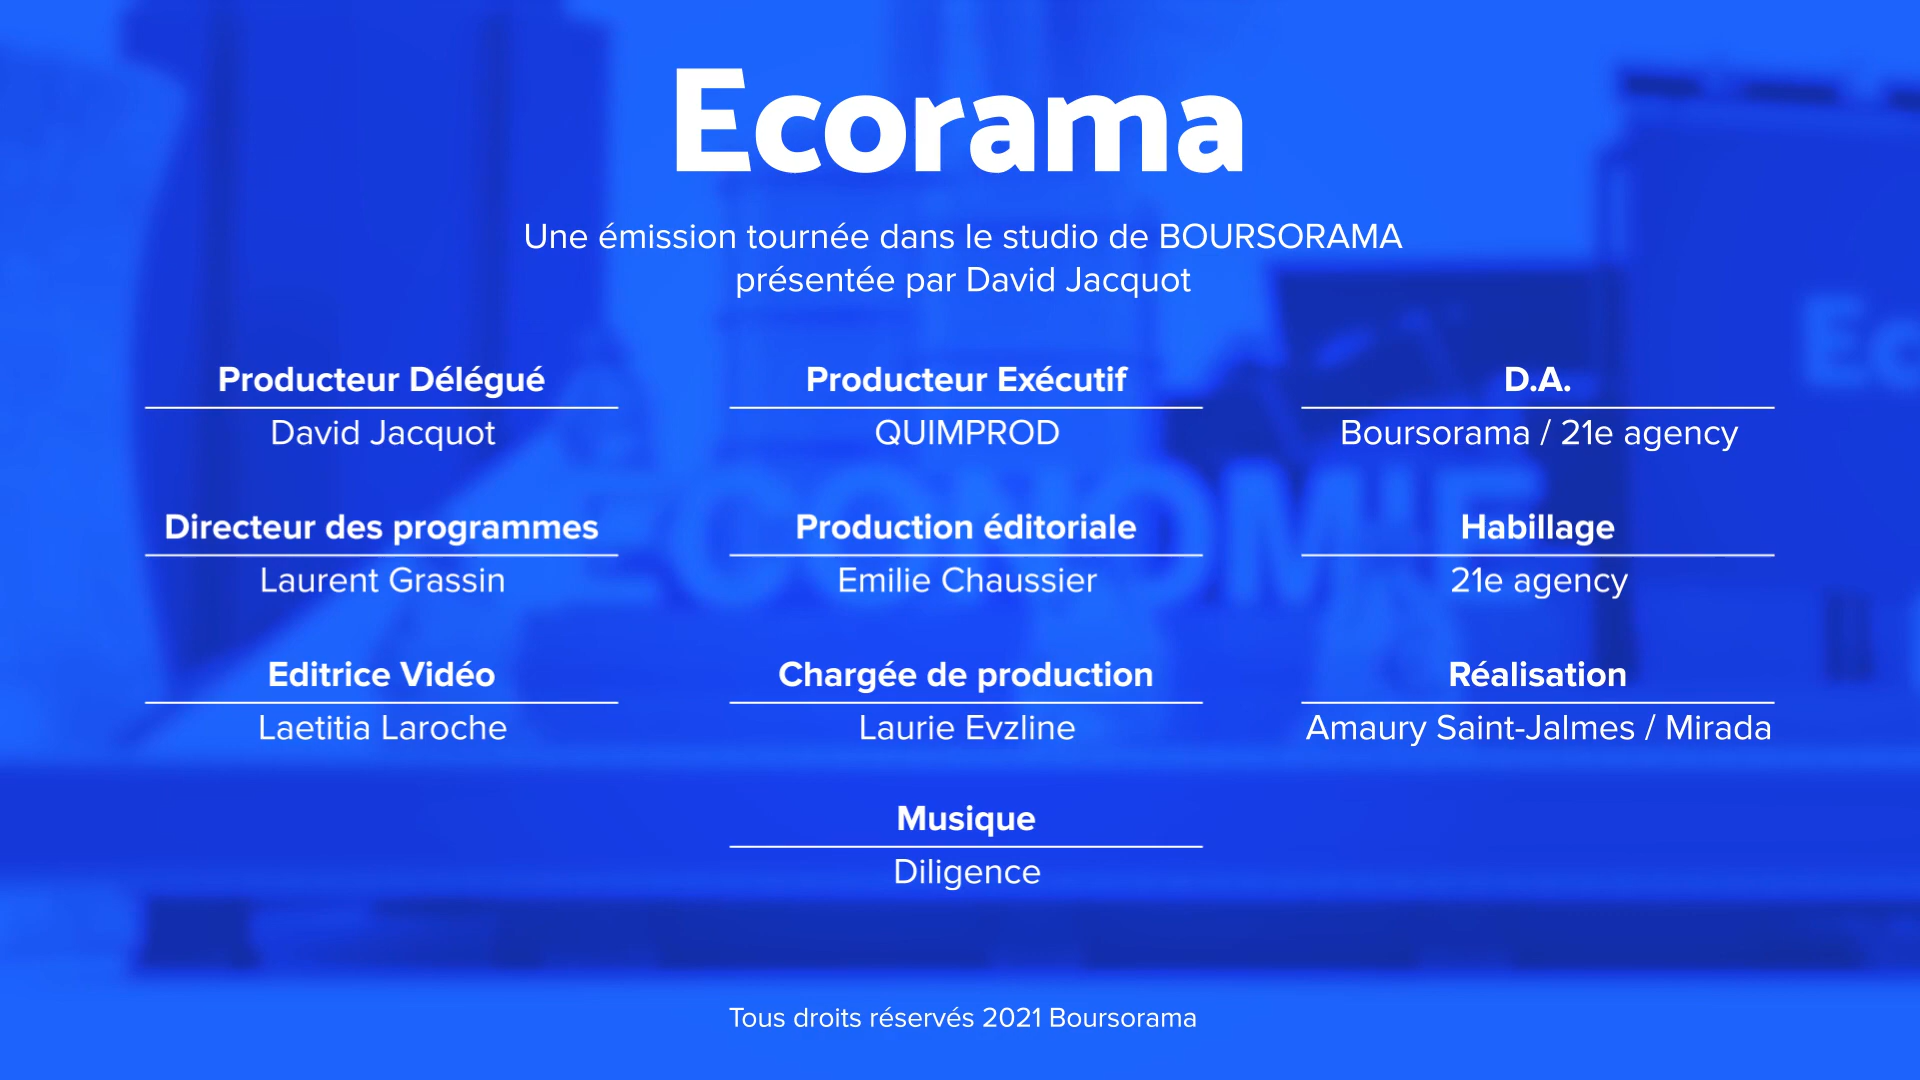 Ecorama
Une émission tournée dans le studio de BOURSORAMA
présentée par David Jacquot
Producteur Délégué
David Jacquot
Producteur Exécutif
QUIMPROD
D.A.
Boursorama / 21e agency
Directeur des programmes
Laurent Grassin
Production éditoriale
Emilie Chaussier
Habillage
21e agency
Editrice Vidéo
Laetitia Laroche
Chargée de production
Laurie Evzline
Réalisation
Amaury Saint-Jalmes / Mirada
Musique
Diligence
ECONOMIE
Ec
Tous droits réservés 2021 Boursorama